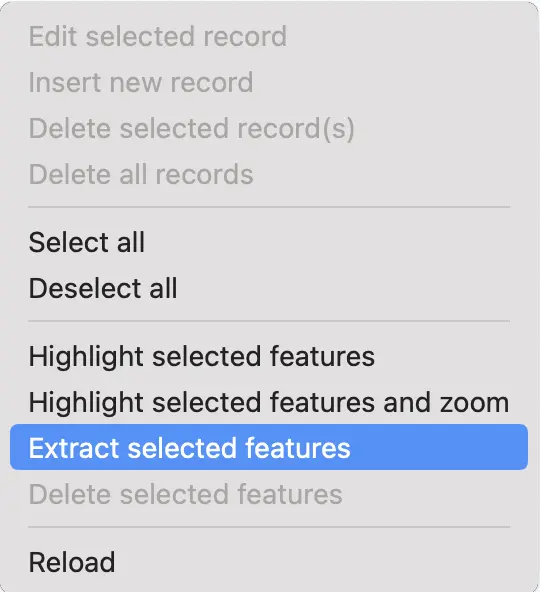 Edit selected record
Insert new record
Delete selected record(s)
Delete all records
Select all
Deselect all
Highlight selected features
Highlight selected features and zoom
Extract selected features
Delete selected features
Reload